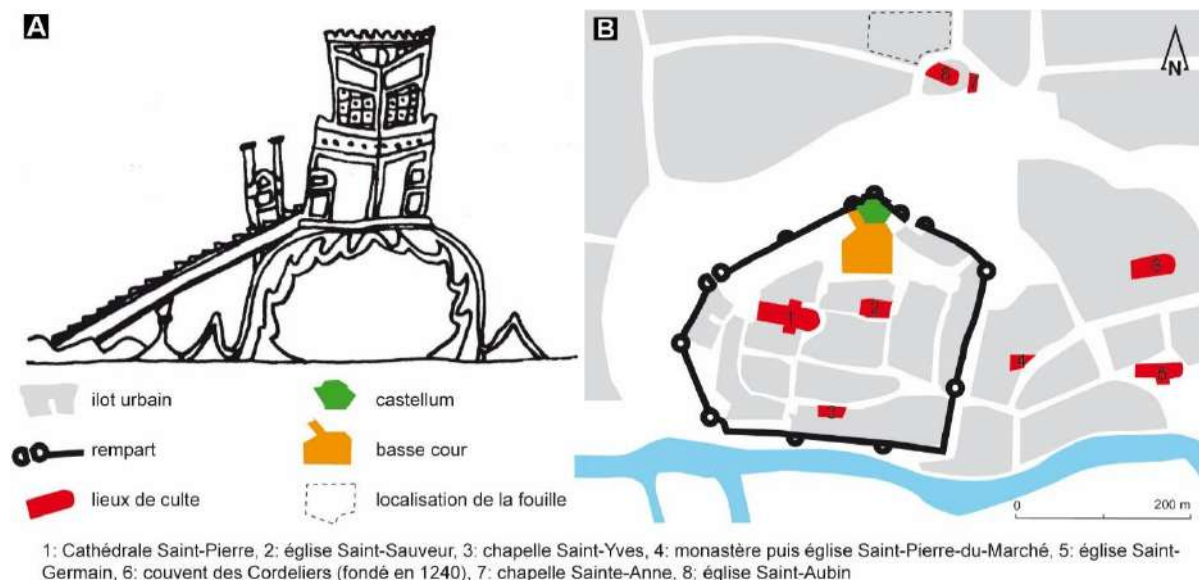 A
B
N
1
2
4
5
3
ilot urbain
castellum
rempart
basse cour
lieux de culte
localisation de la fouille
0 200 m
1: Cathédrale Saint-Pierre, 2: église Saint-Sauveur, 3: chapelle Saint-Yves, 4: monastère puis église Saint-Pierre-du-Marché, 5: église Saint-
Germain, 6: couvent des Cordeliers (fondé en 1240), 7: chapelle Sainte-Anne, 8: église Saint-Aubin